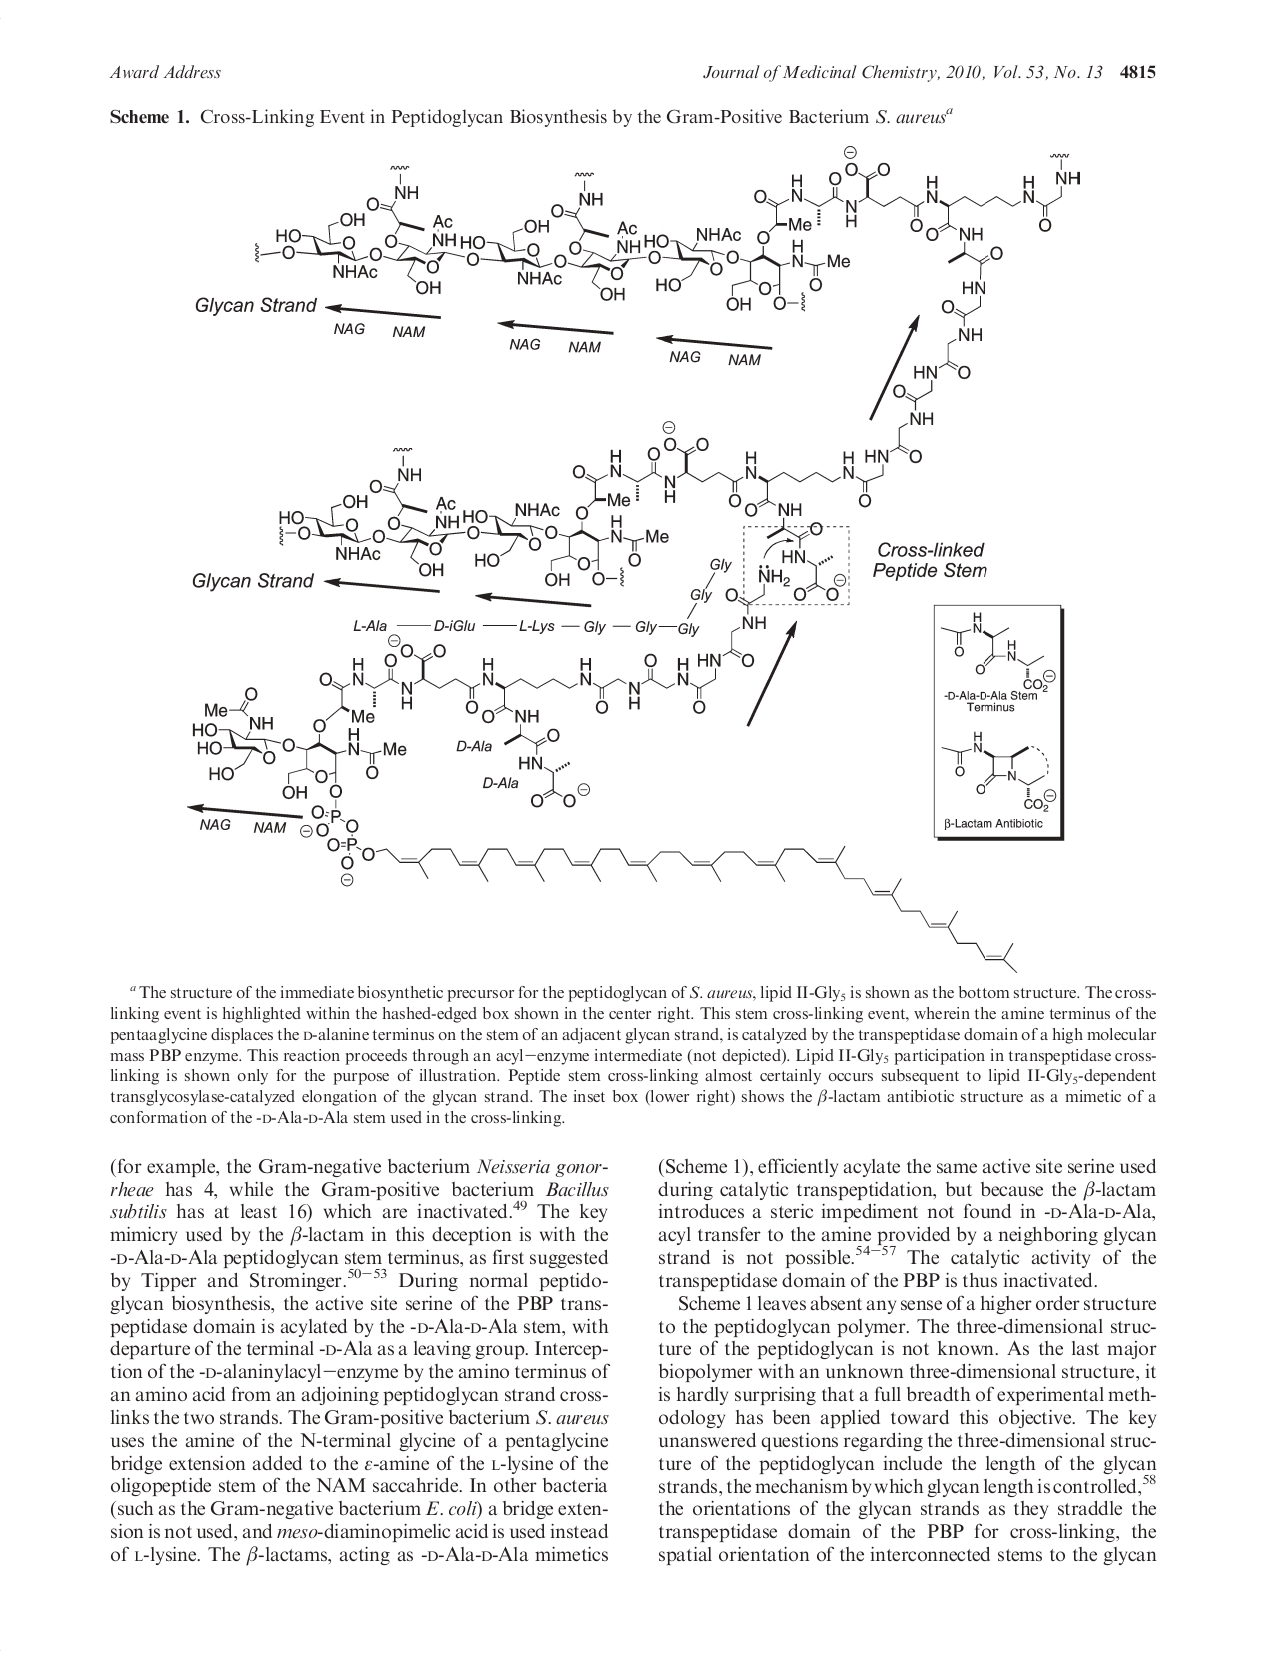 Award Address
Journal of Medicinal Chemistry, 2010, Vol. 53, No. 13 4815
Scheme 1. Cross-Linking Event in Peptidoglycan Biosynthesis by the Gram-Positive Bacterium S. aureusᵃ
Glycan Strand
NAG NAM
NAG NAM
NAG NAM
Glycan Strand
Cross-linked
Peptide Stem
Gly
Gly
L-Ala D-iGlu L-Lys Gly Gly Gly
D-Ala
D-Ala
-D-Ala-D-Ala Stem
Terminus
β-Lactam Antibiotic
NAG NAM
ᵃ The structure of the immediate biosynthetic precursor for the peptidoglycan of S. aureus, lipid II-Gly₅ is shown as the bottom structure. The cross-
linking event is highlighted within the hashed-edged box shown in the center right. This stem cross-linking event, wherein the amine terminus of the
pentaaglycine displaces the D-alanine terminus on the stem of an adjacent glycan strand, is catalyzed by the transpeptidase domain of a high molecular
mass PBP enzyme. This reaction proceeds through an acyl−enzyme intermediate (not depicted). Lipid II-Gly₅ participation in transpeptidase cross-
linking is shown only for the purpose of illustration. Peptide stem cross-linking almost certainly occurs subsequent to lipid II-Gly₅-dependent
transglycosylase-catalyzed elongation of the glycan strand. The inset box (lower right) shows the β-lactam antibiotic structure as a mimetic of a
conformation of the -D-Ala-D-Ala stem used in the cross-linking.
(for example, the Gram-negative bacterium Neisseria gonor-
rheae has 4, while the Gram-positive bacterium Bacillus
subtilis has at least 16) which are inactivated.⁴⁹ The key
mimicry used by the β-lactam in this deception is with the
-D-Ala-D-Ala peptidoglycan stem terminus, as first suggested
by Tipper and Strominger.⁵⁰⁻⁵³ During normal peptido-
glycan biosynthesis, the active site serine of the PBP trans-
peptidase domain is acylated by the -D-Ala-D-Ala stem, with
departure of the terminal -D-Ala as a leaving group. Intercep-
tion of the -D-alaninylacyl−enzyme by the amino terminus of
an amino acid from an adjoining peptidoglycan strand cross-
links the two strands. The Gram-positive bacterium S. aureus
uses the amine of the N-terminal glycine of a pentaglycine
bridge extension added to the ε-amine of the L-lysine of the
oligopeptide stem of the NAM saccahride. In other bacteria
(such as the Gram-negative bacterium E. coli) a bridge exten-
sion is not used, and meso-diaminopimelic acid is used instead
of L-lysine. The β-lactams, acting as -D-Ala-D-Ala mimetics
(Scheme 1), efficiently acylate the same active site serine used
during catalytic transpeptidation, but because the β-lactam
introduces a steric impediment not found in -D-Ala-D-Ala,
acyl transfer to the amine provided by a neighboring glycan
strand is not possible.⁵⁴⁻⁵⁷ The catalytic activity of the
transpeptidase domain of the PBP is thus inactivated.
Scheme 1 leaves absent any sense of a higher order structure
to the peptidoglycan polymer. The three-dimensional struc-
ture of the peptidoglycan is not known. As the last major
biopolymer with an unknown three-dimensional structure, it
is hardly surprising that a full breadth of experimental meth-
odology has been applied toward this objective. The key
unanswered questions regarding the three-dimensional struc-
ture of the peptidoglycan include the length of the glycan
strands, the mechanism by which glycan length is controlled,⁵⁸
the orientations of the glycan strands as they straddle the
transpeptidase domain of the PBP for cross-linking, the
spatial orientation of the interconnected stems to the glycan